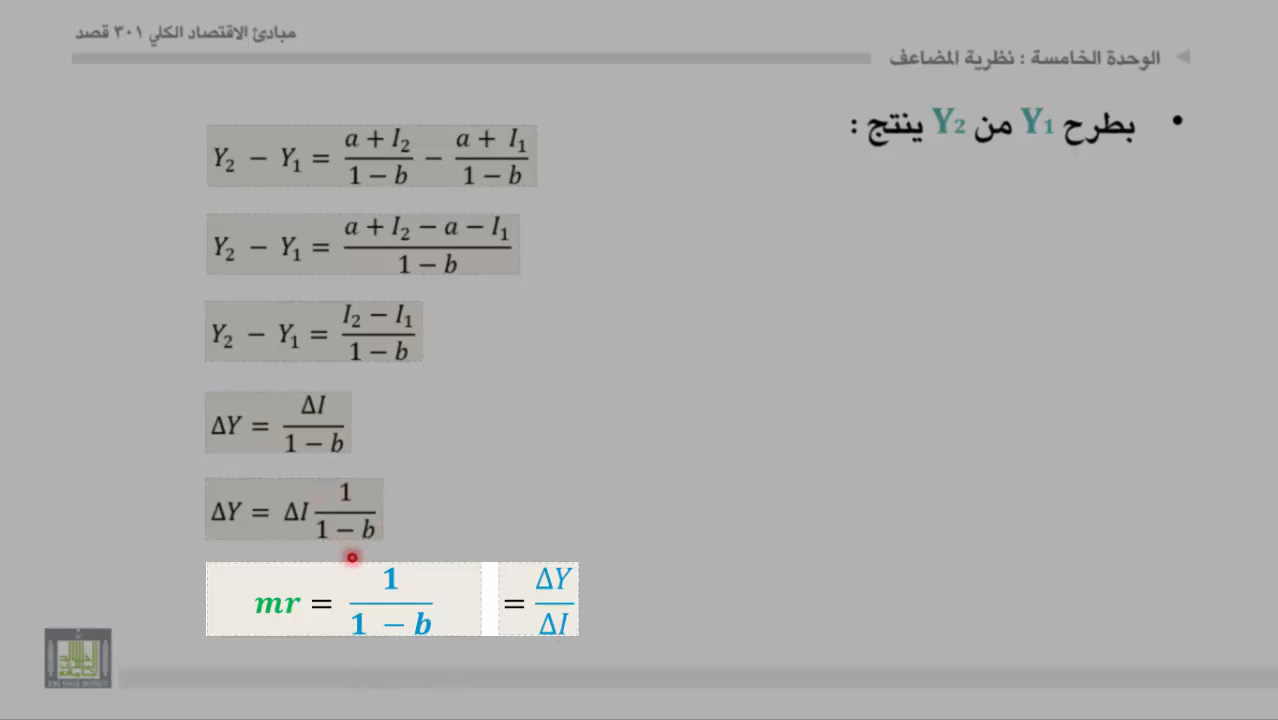 مبادئ الاقتصاد الكلي ٣٠١ قصد
الوحدة الخامسة : نظرية المضاعف
• بطرح Y₁ من Y₂ ينتج :
Y₂ − Y₁ = (a + I₂)/(1 − b) − (a + I₁)/(1 − b)
Y₂ − Y₁ = (a + I₂ − a − I₁)/(1 − b)
Y₂ − Y₁ = (I₂ − I₁)/(1 − b)
ΔY = ΔI/(1 − b)
ΔY = ΔI 1/(1 − b)
mr = 1/(1 − b) = ΔY/ΔI